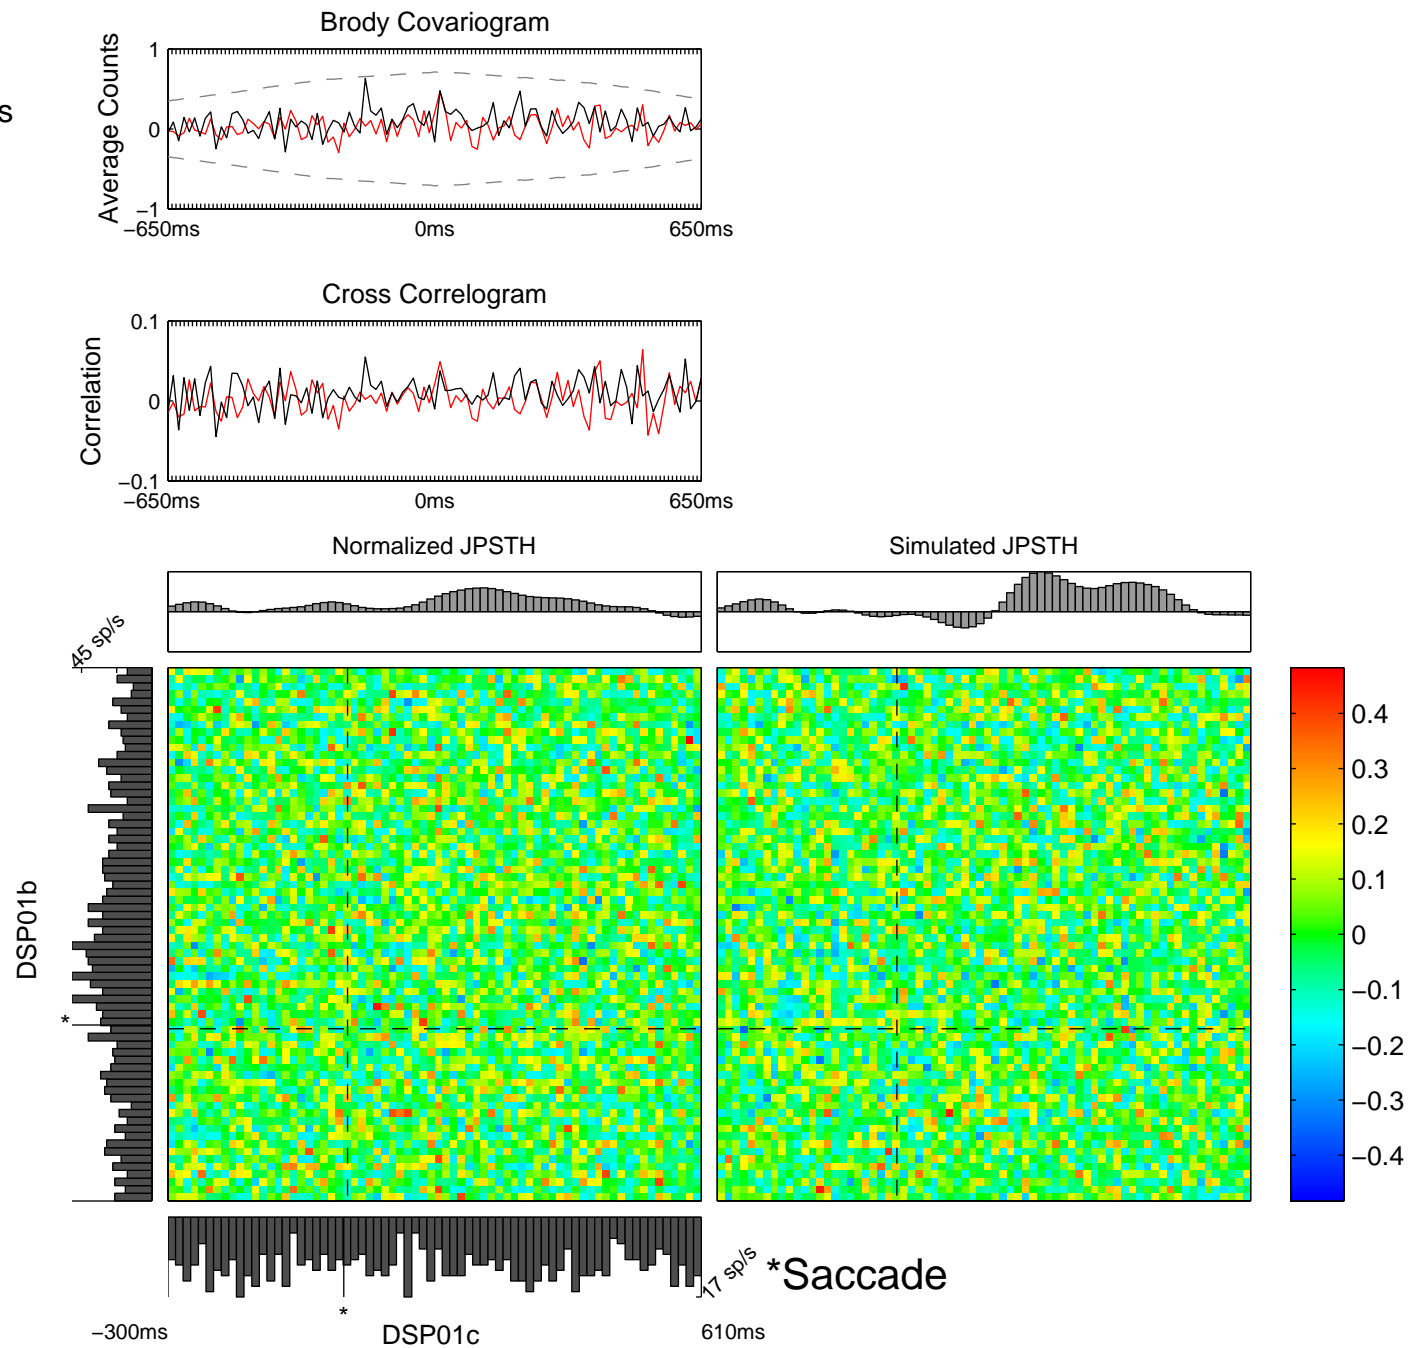 Brody Covariogram
s
Average Counts
1
0
−1
−650ms
0ms
650ms
Cross Correlogram
Correlation
0.1
0
−0.1
−650ms
0ms
650ms
Normalized JPSTH
Simulated JPSTH
45 sp/s
DSP01b
*
0.4
0.3
0.2
0.1
0
−0.1
−0.2
−0.3
−0.4
17 sp/s
*Saccade
*
−300ms
DSP01c
610ms